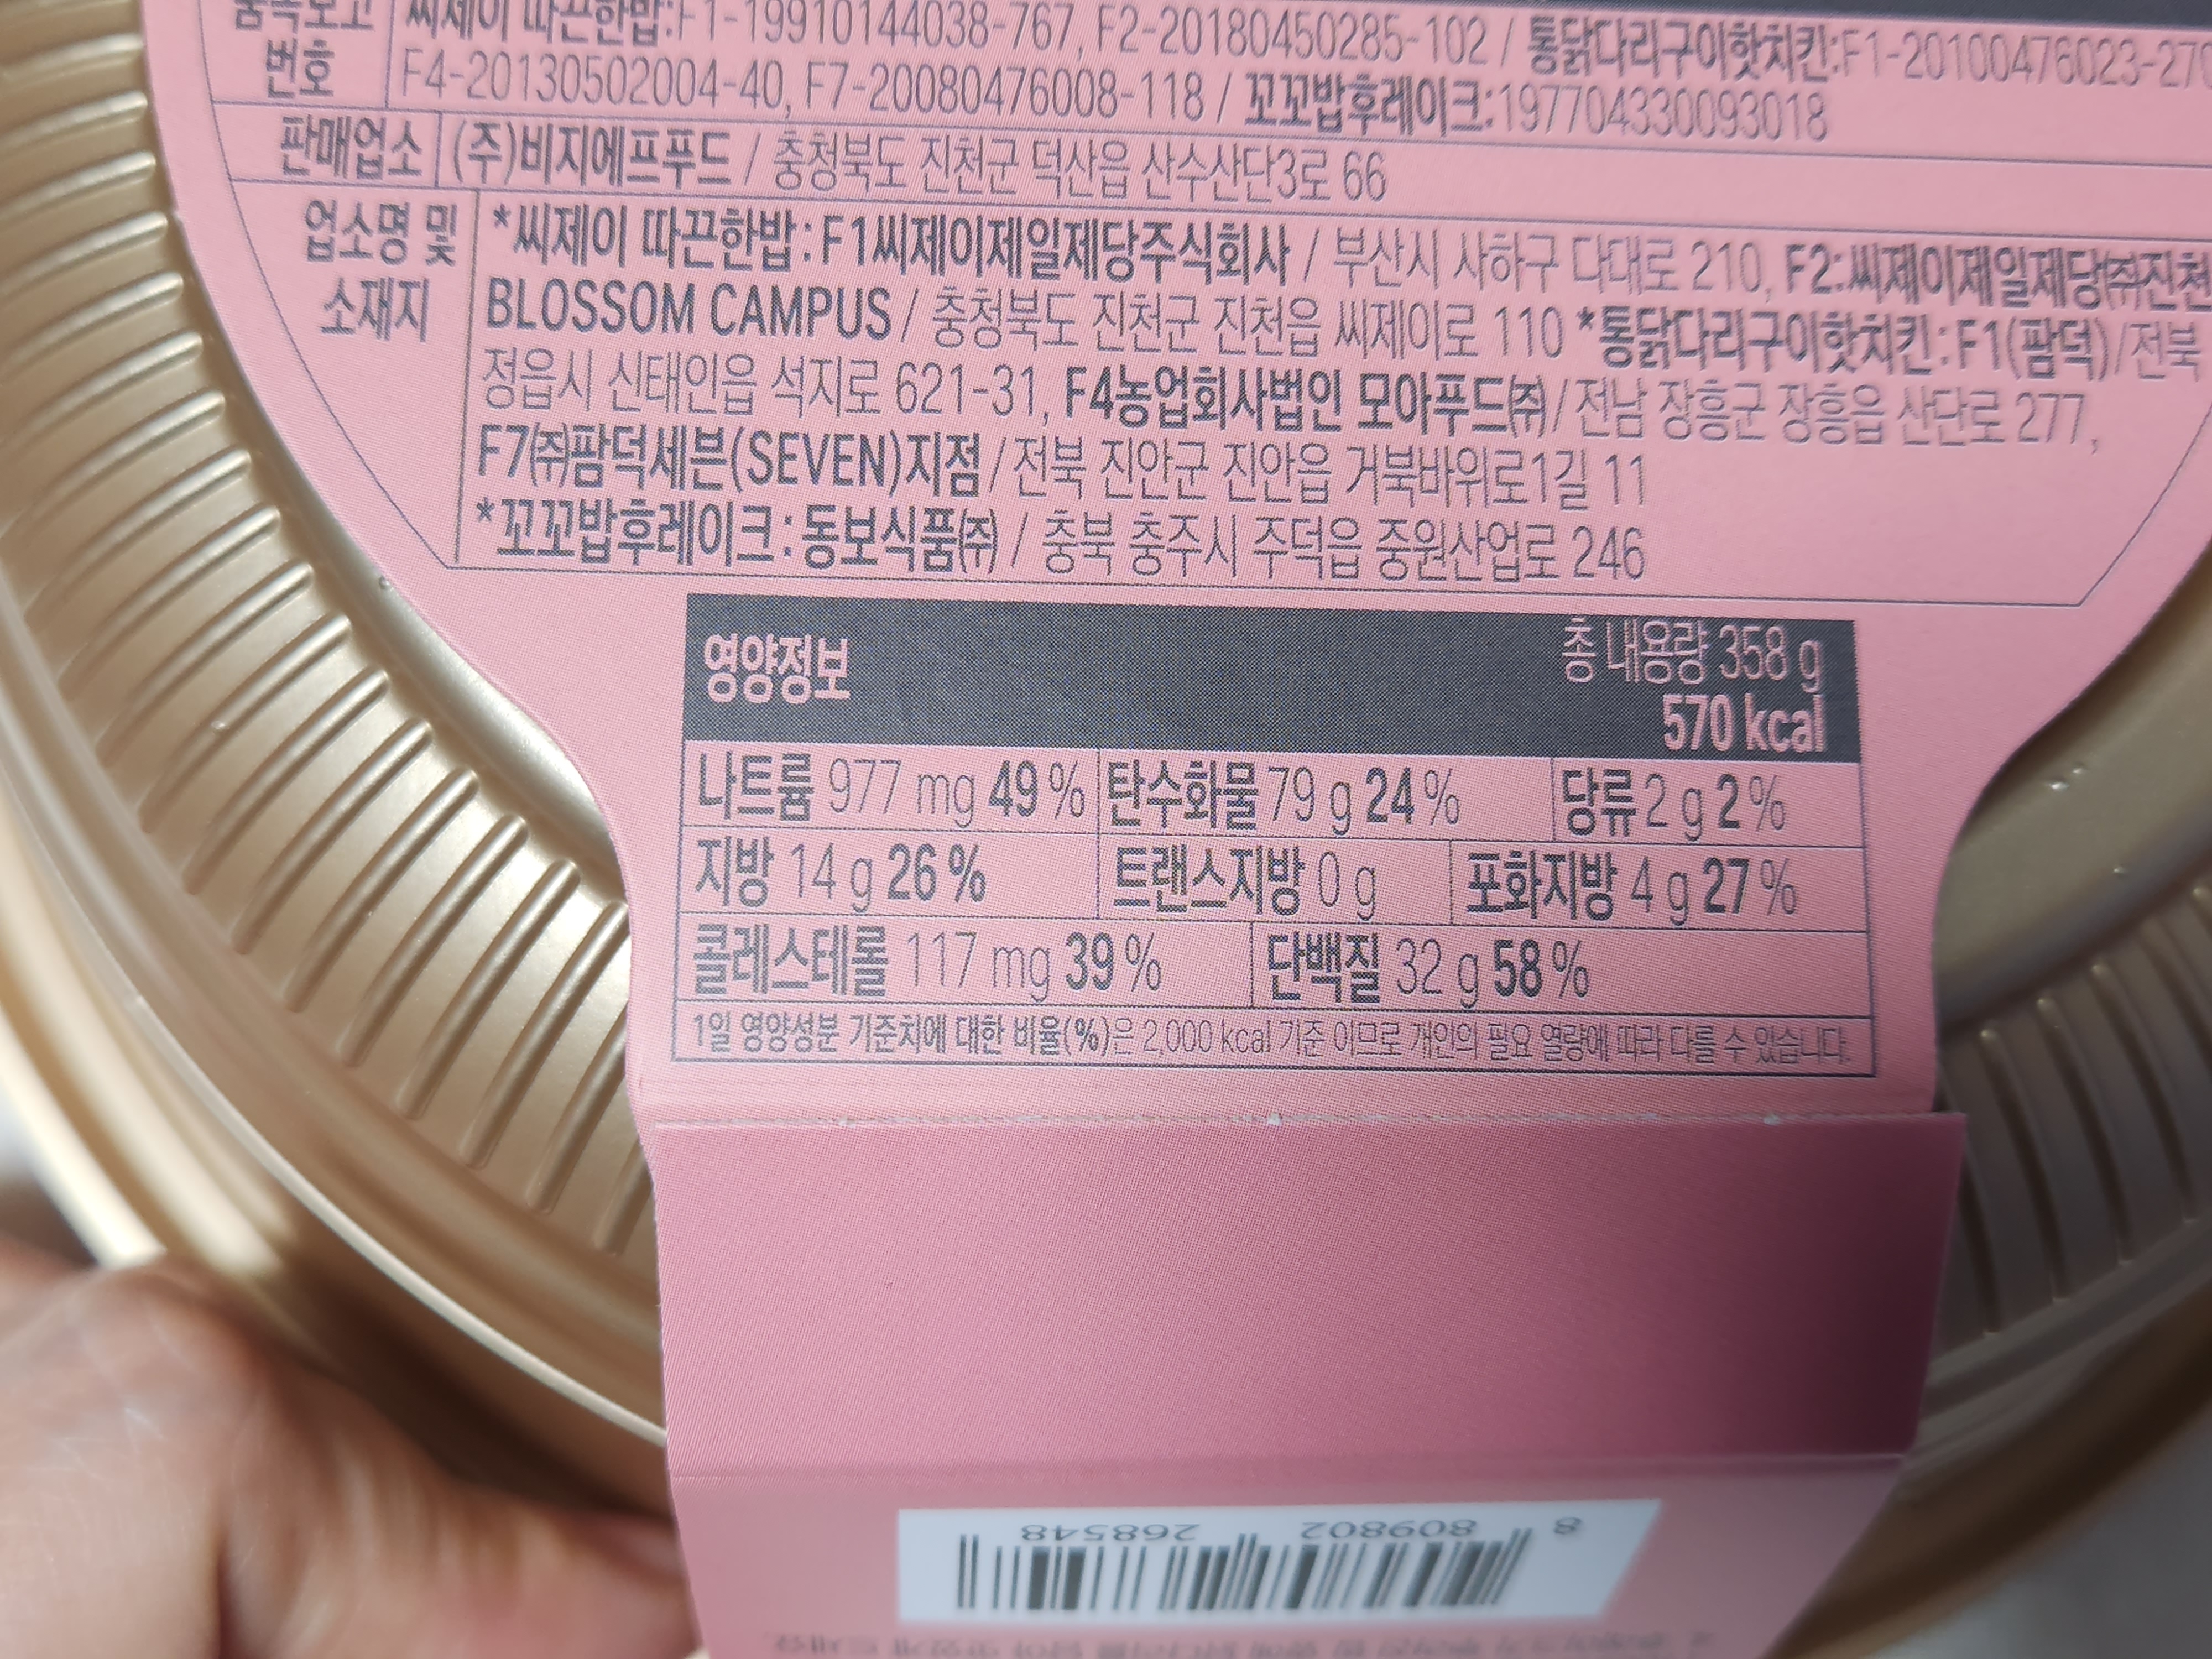 품목보고 씨제이 따끈한밥:F1-19910144038-767, F2-20180450285-102 / 통닭다리구이핫치킨:F1-20100476023-270
번호 F4-20130502004-40, F7-20080476008-118 / 꼬꼬밥후레이크:197704330093018
판매업소 (주)비지에프푸드 / 충청북도 진천군 덕산읍 산수산단3로 66
업소명 및 *씨제이 따끈한밥:F1씨제이제일제당주식회사 / 부산시 사하구 다대로 210, F2:씨제이제일제당㈜진천
소재지 BLOSSOM CAMPUS / 충청북도 진천군 진천읍 씨제이로 110 *통닭다리구이핫치킨:F1(팜덕)/전북
정읍시 신태인읍 석지로 621-31, F4농업회사법인 모아푸드㈜/전남 장흥군 장흥읍 산단로 277,
F7㈜팜덕세븐(SEVEN)지점/전북 진안군 진안읍 거북바위로1길 11
*꼬꼬밥후레이크:동보식품㈜ / 충북 충주시 주덕읍 중원산업로 246
영양정보 총 내용량 358 g
570 kcal
나트륨 977 mg 49 % 탄수화물 79 g 24 % 당류 2 g 2 %
지방 14 g 26 % 트랜스지방 0 g 포화지방 4 g 27 %
콜레스테롤 117 mg 39 % 단백질 32 g 58 %
1일 영양성분 기준치에 대한 비율(%)은 2,000 kcal 기준 이므로 개인의 필요 열량에 따라 다를 수 있습니다.
8 809802 268548